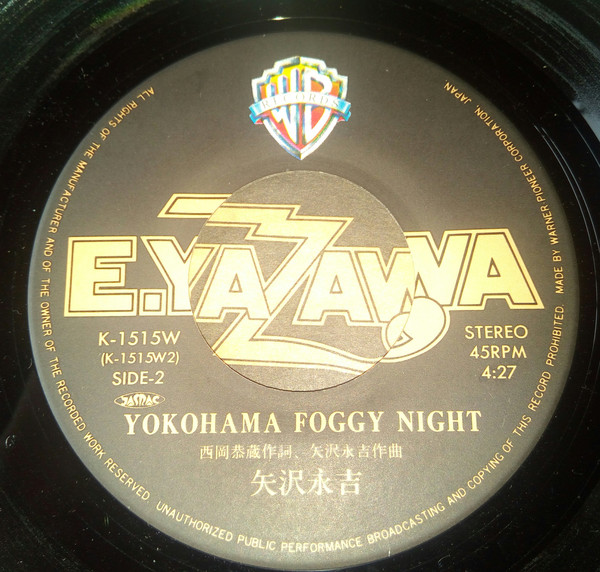 WB
RECORDS
E.YAZAWA
K-1515W
(K-1515W2)
SIDE-2
JASRAC
STEREO
45RPM
4:27
YOKOHAMA FOGGY NIGHT
西岡恭蔵作詞、矢沢永吉作曲
矢沢永吉
ALL RIGHTS OF THE MANUFACTURER AND OF THE OWNER OF THE RECORDED WORK RESERVED. UNAUTHORIZED PUBLIC PERFORMANCE BROADCASTING AND COPYING OF THIS RECORD PROHIBITED. MADE BY WARNER PIONEER CORPORATION, JAPAN